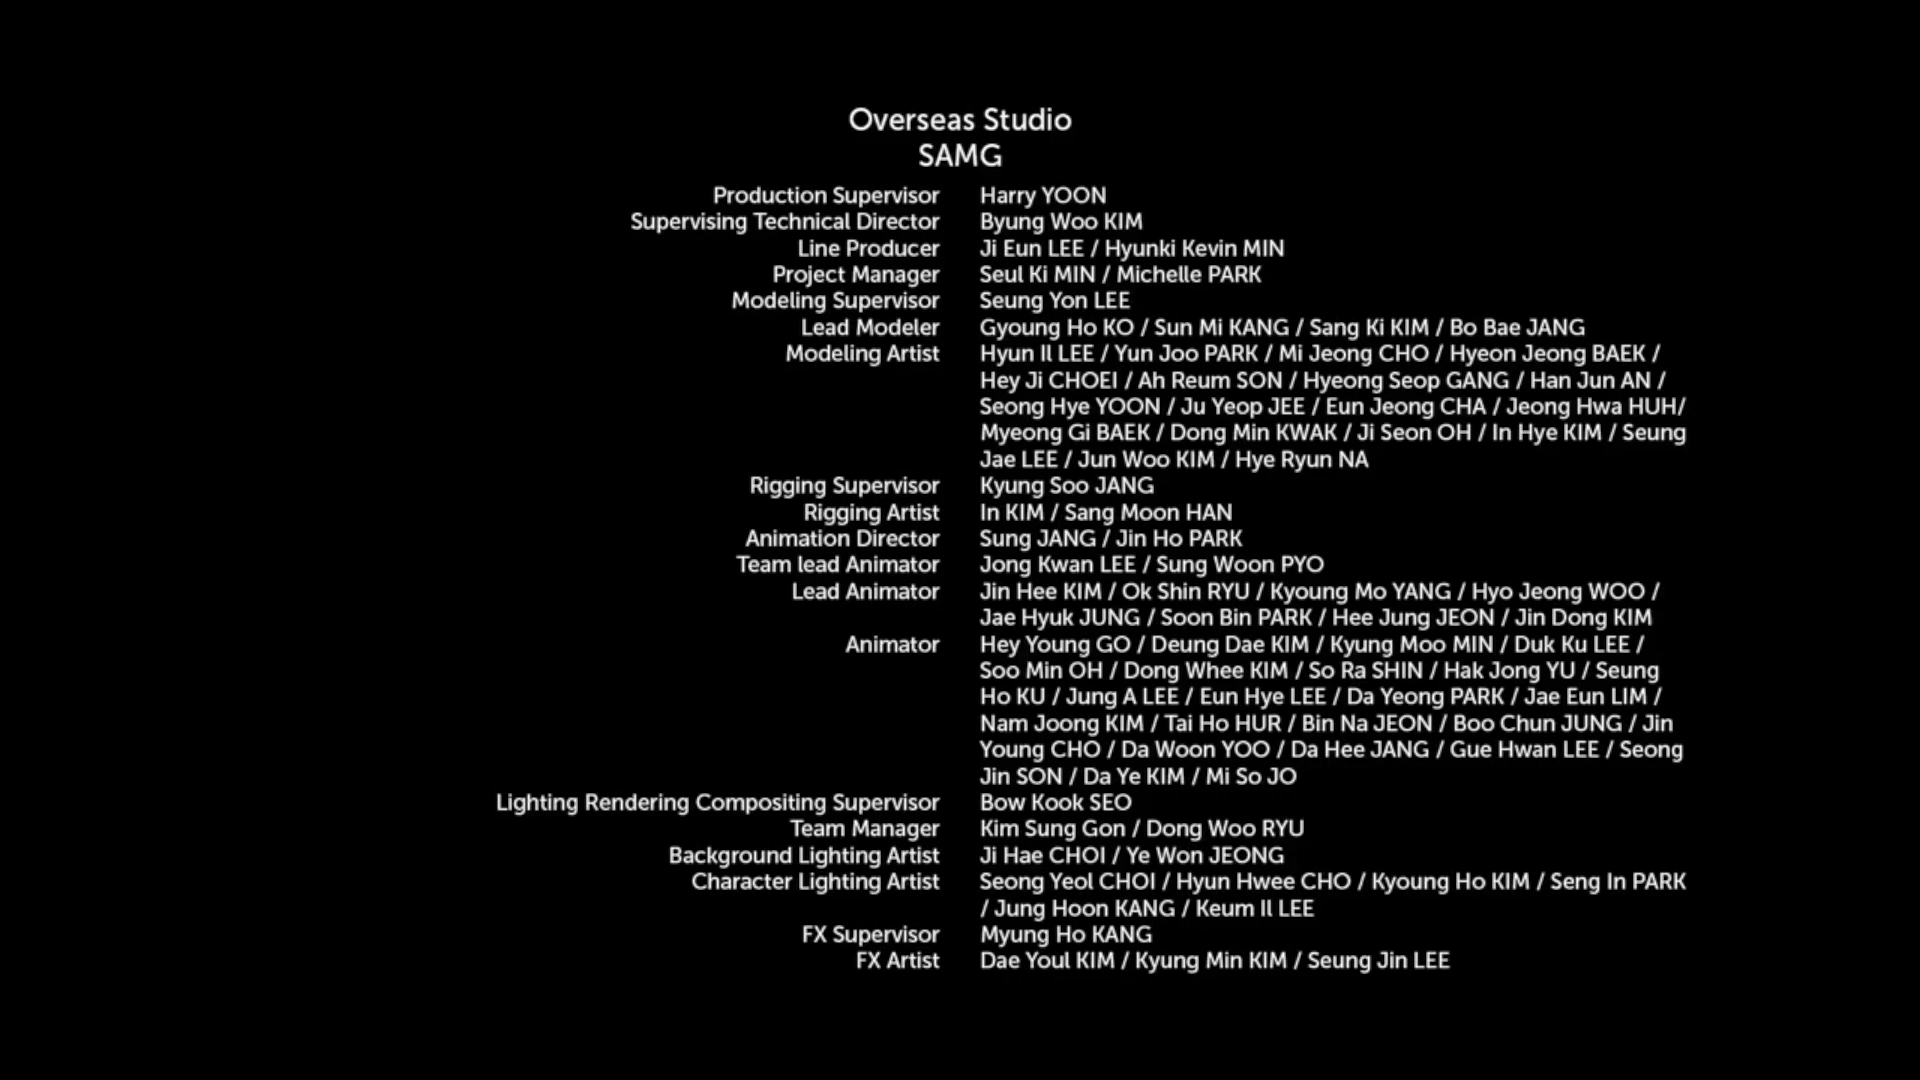 Overseas Studio
SAMG
Production Supervisor Harry YOON
Supervising Technical Director Byung Woo KIM
Line Producer Ji Eun LEE / Hyunki Kevin MIN
Project Manager Seul Ki MIN / Michelle PARK
Modeling Supervisor Seung Yon LEE
Lead Modeler Gyoung Ho KO / Sun Mi KANG / Sang Ki KIM / Bo Bae JANG
Modeling Artist Hyun Il LEE / Yun Joo PARK / Mi Jeong CHO / Hyeon Jeong BAEK /
Hey Ji CHOEI / Ah Reum SON / Hyeong Seop GANG / Han Jun AN /
Seong Hye YOON / Ju Yeop JEE / Eun Jeong CHA / Jeong Hwa HUH/
Myeong Gi BAEK / Dong Min KWAK / Ji Seon OH / In Hye KIM / Seung
Jae LEE / Jun Woo KIM / Hye Ryun NA
Rigging Supervisor Kyung Soo JANG
Rigging Artist In KIM / Sang Moon HAN
Animation Director Sung JANG / Jin Ho PARK
Team lead Animator Jong Kwan LEE / Sung Woon PYO
Lead Animator Jin Hee KIM / Ok Shin RYU / Kyoung Mo YANG / Hyo Jeong WOO /
Jae Hyuk JUNG / Soon Bin PARK / Hee Jung JEON / Jin Dong KIM
Animator Hey Young GO / Deung Dae KIM / Kyung Moo MIN / Duk Ku LEE /
Soo Min OH / Dong Whee KIM / So Ra SHIN / Hak Jong YU / Seung
Ho KU / Jung A LEE / Eun Hye LEE / Da Yeong PARK / Jae Eun LIM /
Nam Joong KIM / Tai Ho HUR / Bin Na JEON / Boo Chun JUNG / Jin
Young CHO / Da Woon YOO / Da Hee JANG / Gue Hwan LEE / Seong
Jin SON / Da Ye KIM / Mi So JO
Lighting Rendering Compositing Supervisor Bow Kook SEO
Team Manager Kim Sung Gon / Dong Woo RYU
Background Lighting Artist Ji Hae CHOI / Ye Won JEONG
Character Lighting Artist Seong Yeol CHOI / Hyun Hwee CHO / Kyoung Ho KIM / Seng In PARK
/ Jung Hoon KANG / Keum Il LEE
FX Supervisor Myung Ho KANG
FX Artist Dae Youl KIM / Kyung Min KIM / Seung Jin LEE